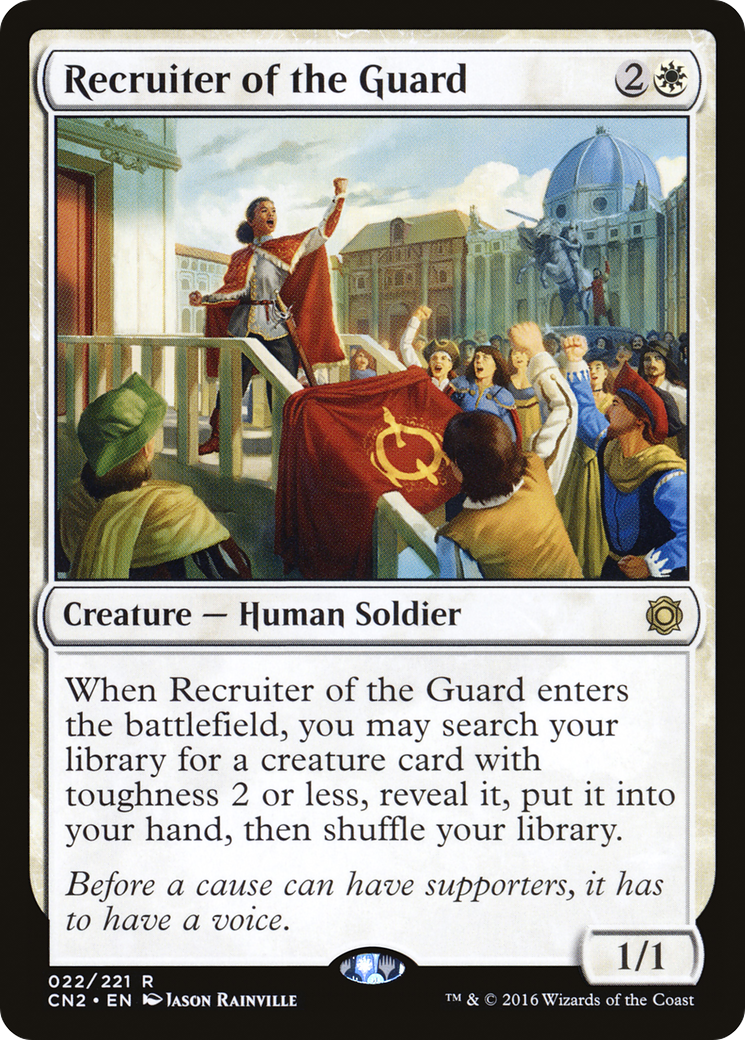 Recruiter of the Guard 2
Creature — Human Soldier
When Recruiter of the Guard enters
the battlefield, you may search your
library for a creature card with
toughness 2 or less, reveal it, put it into
your hand, then shuffle your library.
Before a cause can have supporters, it has
to have a voice.
1/1
022/221 R
CN2 • EN Jason Rainville
™ & © 2016 Wizards of the Coast